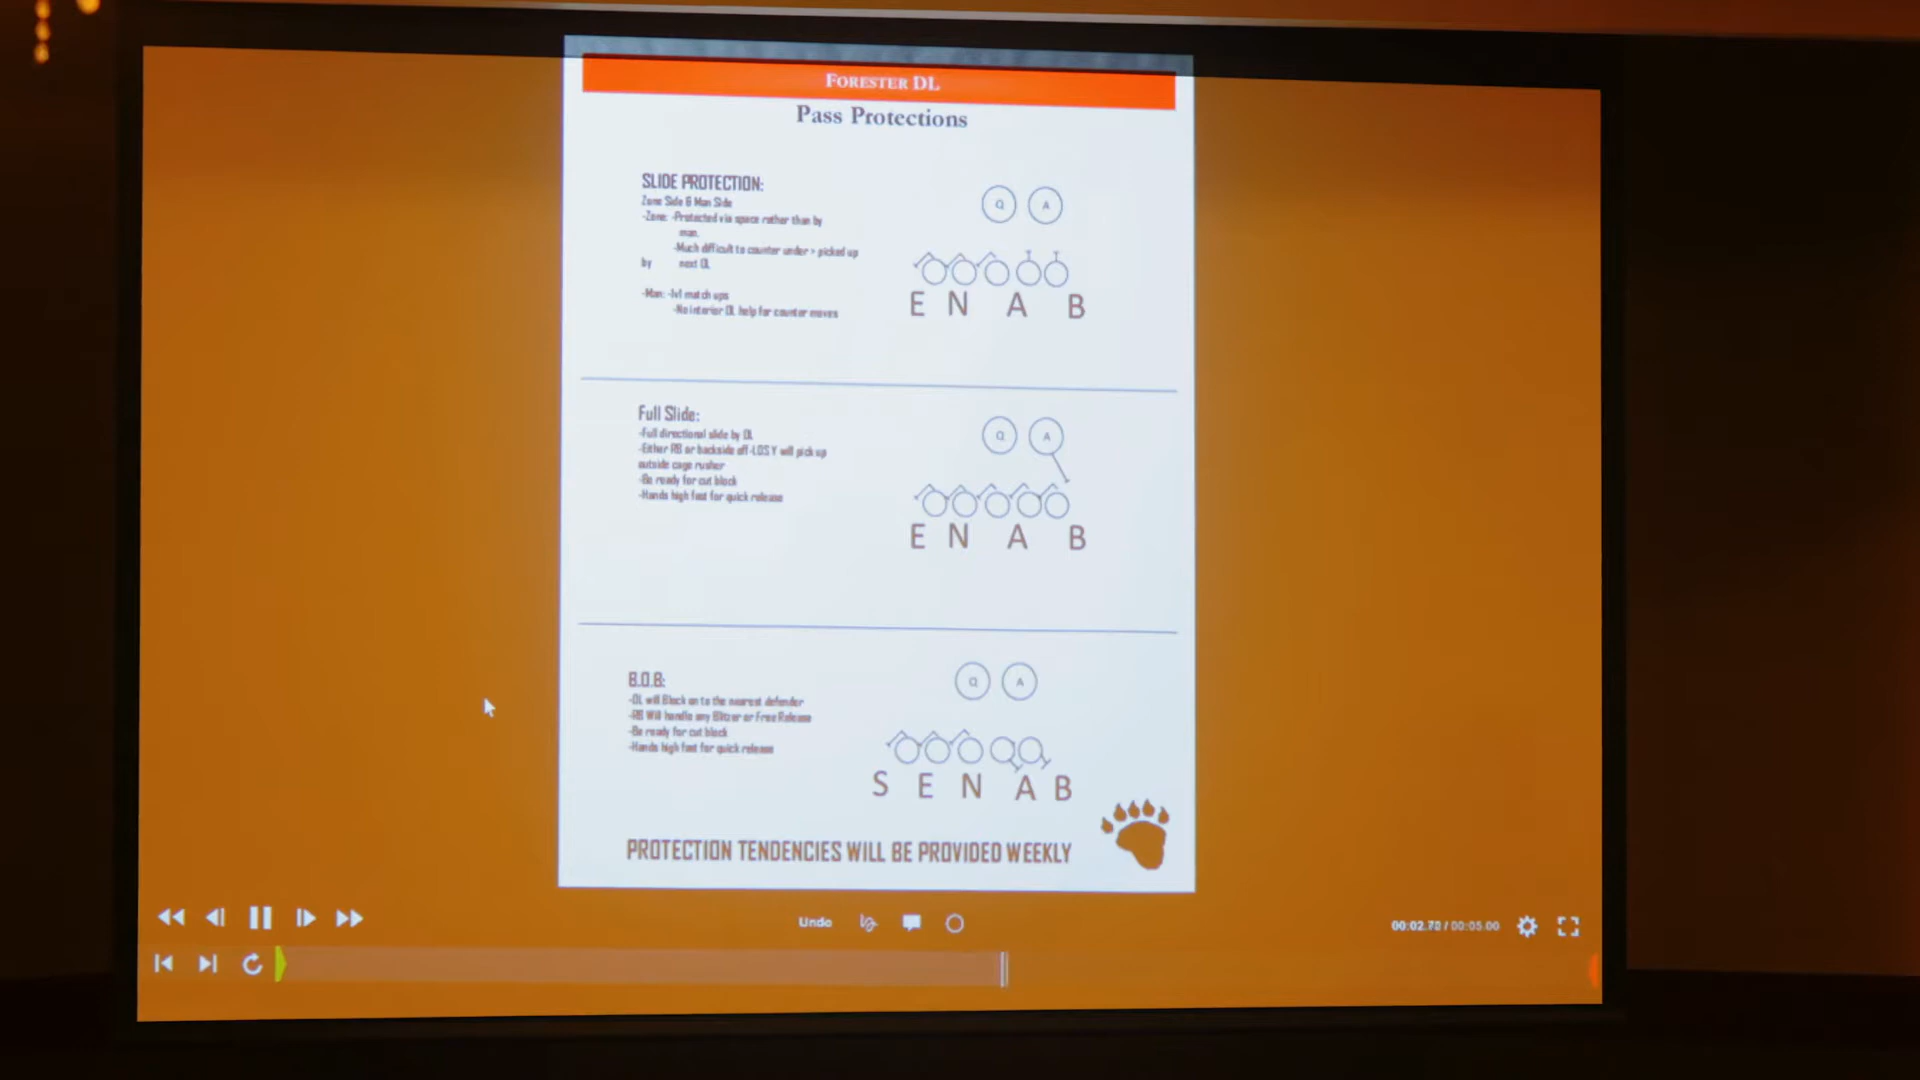 FORESTER DL
Pass Protections
SLIDE PROTECTION:
Zone Side & Man Side
-Zone: -Protected via space rather than by
man.
-Much difficult to counter under > picked up
by next OL
-Man: -1v1 match ups
-No interior OL help for counter moves
Q A
E N A B
Full Slide:
-Full directional slide by OL
-Either RB or backside off-LOS Y will pick up
outside cage rusher
-Be ready for cut block
-Hands high fast for quick release
Q A
E N A B
B.O.B:
-OL will Block on to the nearest defender
-RB Will handle any Blitzer or Free Release
-Be ready for cut block
-Hands high fast for quick release
Q A
S E N A B
PROTECTION TENDENCIES WILL BE PROVIDED WEEKLY
Undo
00:02.70 / 00:05.00